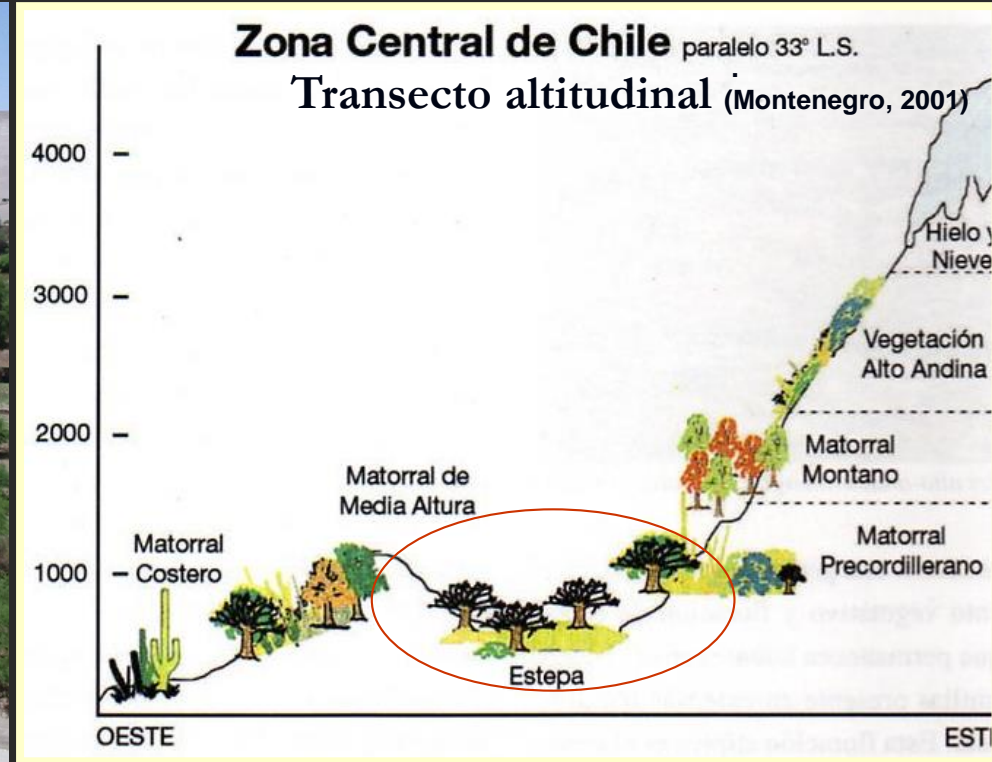 Zona Central de Chile paralelo 33° L.S.
Transecto altitudinal (Montenegro, 2001)
4000
3000
2000
1000
Hielo y
Nieve
Vegetación
Alto Andina
Matorral
Montano
Matorral
Precordillerano
Matorral de
Media Altura
Matorral
Costero
Estepa
OESTE
ESTE